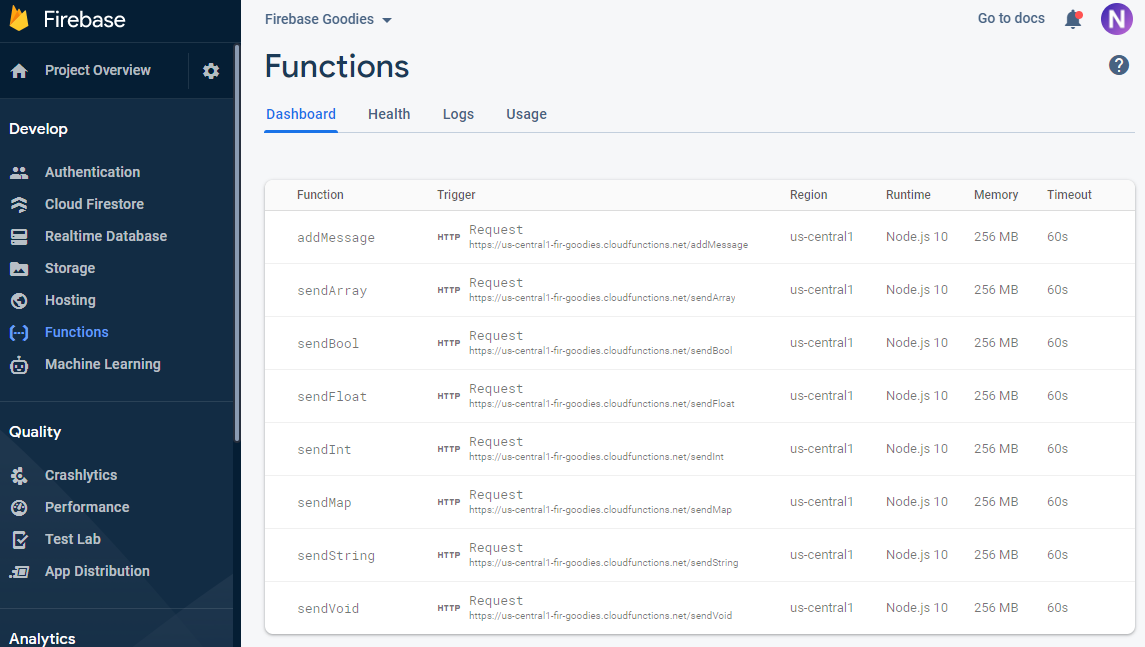 Firebase
Project Overview
Develop
Authentication
Cloud Firestore
Realtime Database
Storage
Hosting
Functions
Machine Learning
Quality
Crashlytics
Performance
Test Lab
App Distribution
Analytics
Firebase Goodies
Go to docs
N
Functions
?
Dashboard Health Logs Usage
Function Trigger Region Runtime Memory Timeout
addMessage HTTP Request us-central1 Node.js 10 256 MB 60s
https://us-central1-fir-goodies.cloudfunctions.net/addMessage
sendArray HTTP Request us-central1 Node.js 10 256 MB 60s
https://us-central1-fir-goodies.cloudfunctions.net/sendArray
sendBool HTTP Request us-central1 Node.js 10 256 MB 60s
https://us-central1-fir-goodies.cloudfunctions.net/sendBool
sendFloat HTTP Request us-central1 Node.js 10 256 MB 60s
https://us-central1-fir-goodies.cloudfunctions.net/sendFloat
sendInt HTTP Request us-central1 Node.js 10 256 MB 60s
https://us-central1-fir-goodies.cloudfunctions.net/sendInt
sendMap HTTP Request us-central1 Node.js 10 256 MB 60s
https://us-central1-fir-goodies.cloudfunctions.net/sendMap
sendString HTTP Request us-central1 Node.js 10 256 MB 60s
https://us-central1-fir-goodies.cloudfunctions.net/sendString
sendVoid HTTP Request us-central1 Node.js 10 256 MB 60s
https://us-central1-fir-goodies.cloudfunctions.net/sendVoid